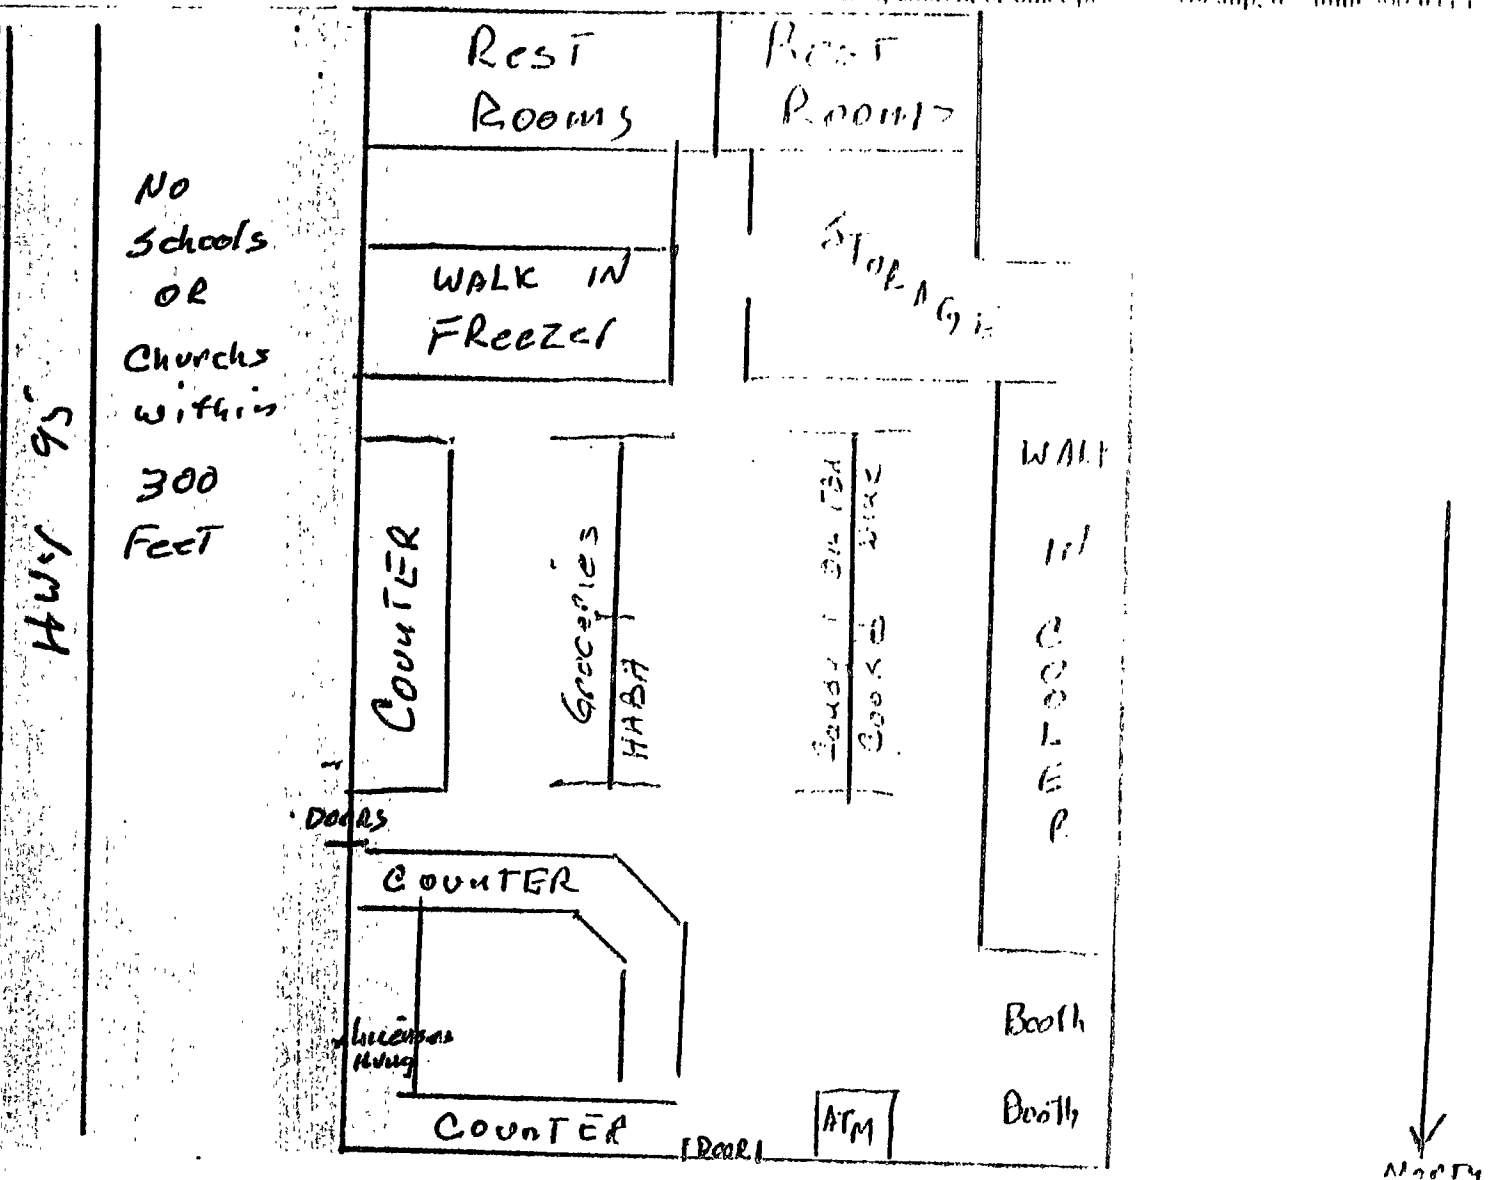 Rest
Rooms
Rest
Rooms
No
Schools
OR
Churchs
within
300
Feet
Hwy 95
WALK IN
FReezer
STORAGE
COUNTER
Groceries
HABA
WALK
IN
COOLER
DOORS
COUNTER
hung
COUNTER
DOOR
ATM
Booth
Booth
North